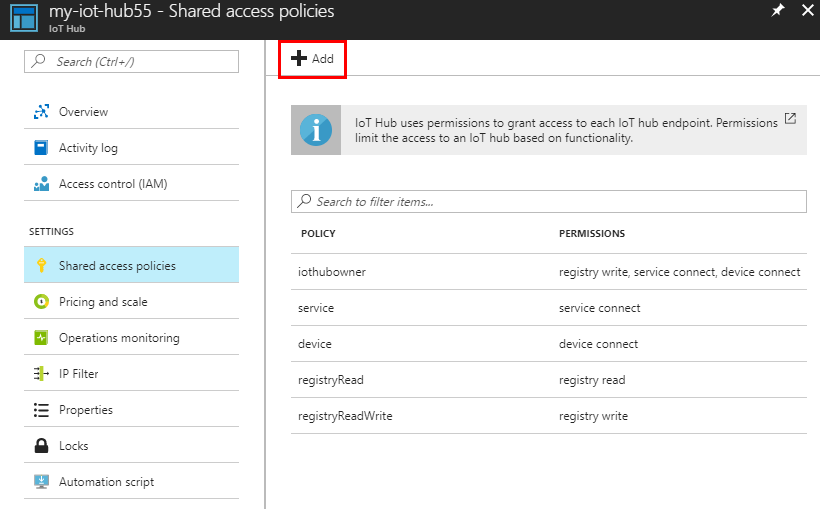 my-iot-hub55 - Shared access policies
IoT Hub
Search (Ctrl+/)
Overview
Activity log
Access control (IAM)
SETTINGS
Shared access policies
Pricing and scale
Operations monitoring
IP Filter
Properties
Locks
Automation script
Add
IoT Hub uses permissions to grant access to each IoT hub endpoint. Permissions
limit the access to an IoT hub based on functionality.
Search to filter items...
POLICY PERMISSIONS
iothubowner registry write, service connect, device connect
service service connect
device device connect
registryRead registry read
registryReadWrite registry write